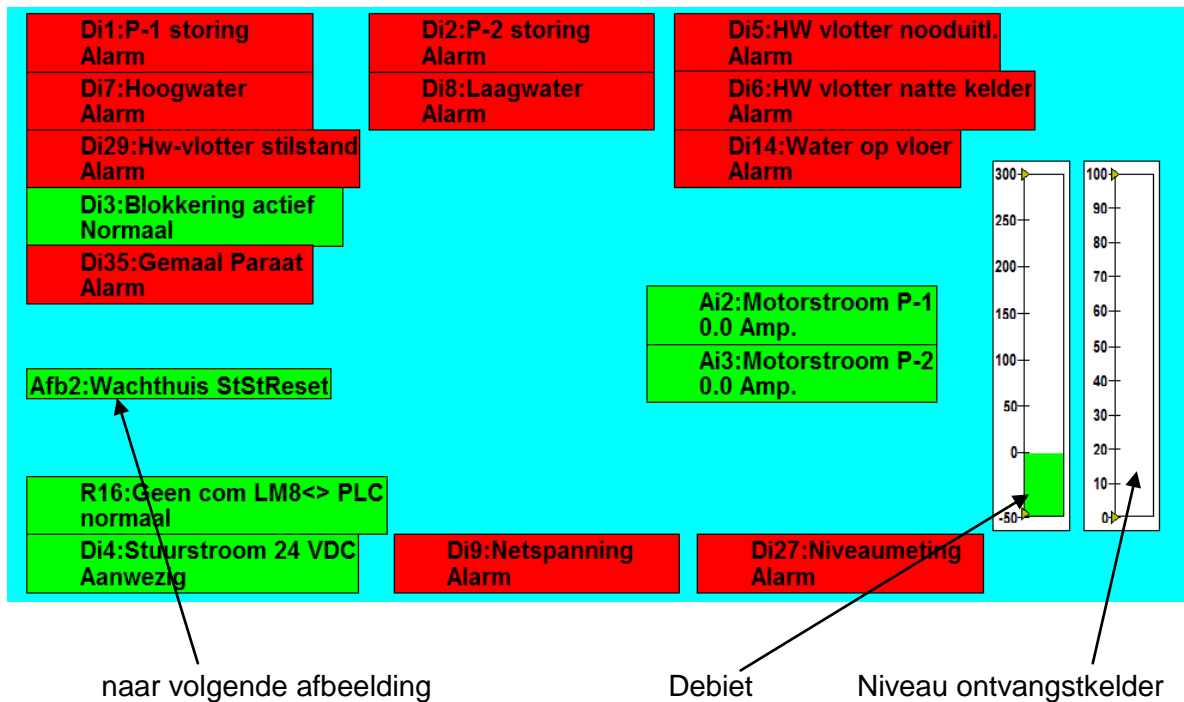 Di1:P-1 storing
Alarm
Di2:P-2 storing
Alarm
Di5:HW vlotter nooduitl.
Alarm
Di7:Hoogwater
Alarm
Di8:Laagwater
Alarm
Di6:HW vlotter natte kelder
Alarm
Di29:Hw-vlotter stilstand
Alarm
Di14:Water op vloer
Alarm
Di3:Blokkering actief
Normaal
Di35:Gemaal Paraat
Alarm
Ai2:Motorstroom P-1
0.0 Amp.
Ai3:Motorstroom P-2
0.0 Amp.
Afb2:Wachthuis StStReset
R16:Geen com LM8<> PLC
normaal
Di4:Stuurstroom 24 VDC
Aanwezig
Di9:Netspanning
Alarm
Di27:Niveaumeting
Alarm
300
250
200
150
100
50
0
-50
100
90
80
70
60
50
40
30
20
10
0
naar volgende afbeelding
Debiet
Niveau ontvangstkelder